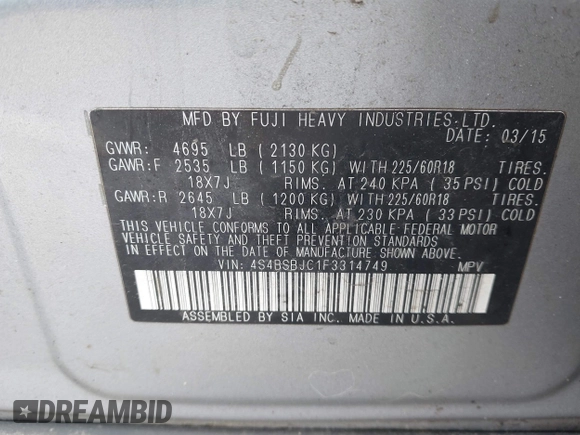 MFD BY FUJI HEAVY INDUSTRIES.LTD.
DATE: 03/15
GVWR: 4695 LB ( 2130 KG)
GAWR:F 2535 LB ( 1150 KG) WITH 225/60R18 TIRES.
18X7J RIMS. AT 240 KPA ( 35 PSI) COLD
GAWR:R 2645 LB ( 1200 KG) WITH 225/60R18 TIRES.
18X7J RIMS. AT 230 KPA ( 33 PSI) COLD
THIS VEHICLE CONFORMS TO ALL APPLICABLE FEDERAL MOTOR
VEHICLE SAFETY, BUMPER, AND THEFT PREVENTION STANDARDS
IN EFFECT ON THE DATE OF MANUFACTURE SHOWN ABOVE.
VIN: 4S4BSBJC1F3314749 MPV
ASSEMBLED BY SIA INC. MADE IN U.S.A.
DREAMBID